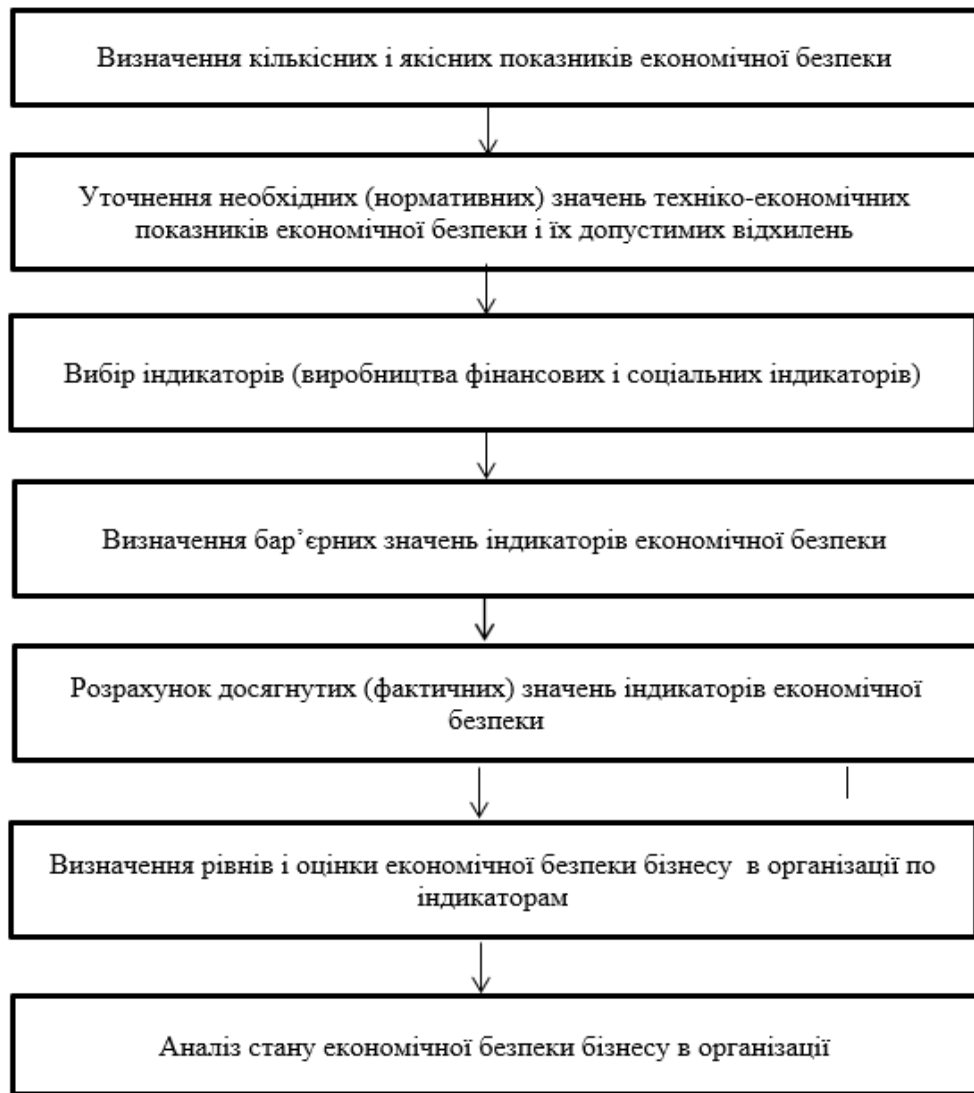 Визначення кількісних і якісних показників економічної безпеки
Уточнення необхідних (нормативних) значень техніко-економічних
показників економічної безпеки і їх допустимих відхилень
Вибір індикаторів (виробництва фінансових і соціальних індикаторів)
Визначення бар’єрних значень індикаторів економічної безпеки
Розрахунок досягнутих (фактичних) значень індикаторів економічної
безпеки
Визначення рівнів і оцінки економічної безпеки бізнесу в організації по
індикаторам
Аналіз стану економічної безпеки бізнесу в організації